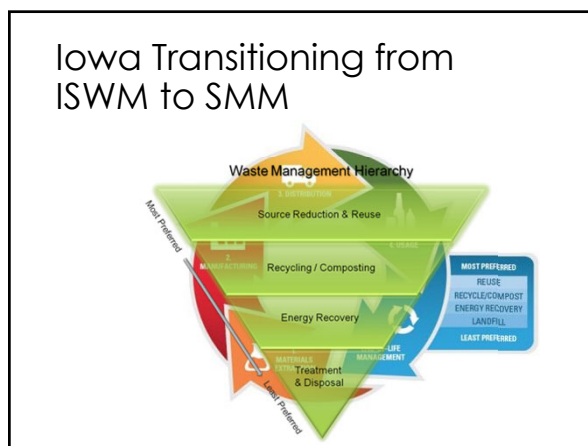 Iowa Transitioning from
ISWM to SMM
Waste Management Hierarchy
3. DISTRIBUTION
Most Preferred
Source Reduction & Reuse
4. USAGE
2.
MANUFACTURING
Recycling / Composting
MOST PREFERRED
REUSE
RECYCLE/COMPOST
ENERGY RECOVERY
LANDFILL
LEAST PREFERRED
Energy Recovery
-LIFE
MANAGEMENT
MATERIALS
Treatment
& Disposal
Least Preferred